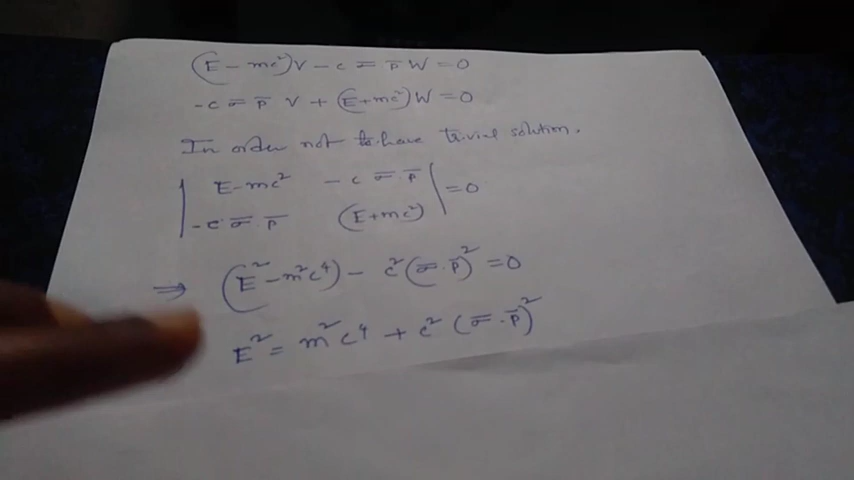 (E - mc²)V - c σ̄ p̄ W = 0
-c σ̄ p̄ V + (E+mc²)W = 0
In order not to have trivial solution.
| E-mc² - c σ̄.p̄ | = 0
| -c σ̄.p̄ (E+mc²) |
⇒ (E² - m²c⁴) - c²(σ̄.p̄)² = 0
E² = m²c⁴ + c² (σ̄.p̄)²